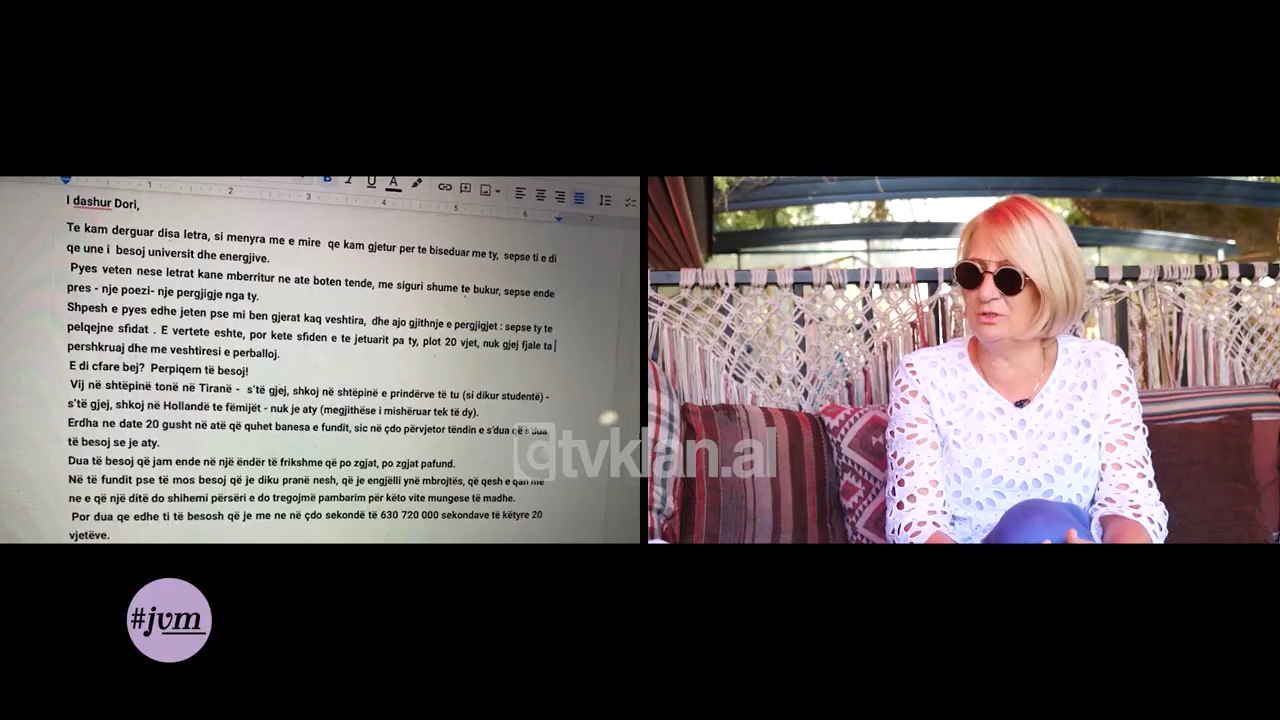 I dashur Dori,
Te kam derguar disa letra, si menyra me e mire qe kam gjetur per te biseduar me ty, sepse ti e di
qe une i besoj universit dhe energjive.
Pyes veten nese letrat kane mberritur ne ate boten tende, me siguri shume te bukur, sepse ende
pres - nje poezi- nje pergjigje nga ty.
Shpesh e pyes edhe jeten pse mi ben gjerat kaq veshtira, dhe ajo gjithnje e pergjigjet : sepse ty te
pelqejne sfidat . E vertete eshte, por kete sfiden e te jetuarit pa ty, plot 20 vjet, nuk gjej fjale ta
pershkruaj dhe me veshtiresi e perballoj.
E di cfare bej? Perpiqem të besoj!
Vij në shtëpinë tonë në Tiranë - s'të gjej, shkoj në shtëpinë e prindërve të tu (si dikur studentë) -
s'të gjej, shkoj në Hollandë te fëmijët - nuk je aty (megjithëse i mishëruar tek të dy).
Erdha ne date 20 gusht në atë që quhet banesa e fundit, sic në çdo përvjetor tëndin e s'dua që s'dua
të besoj se je aty.
Dua të besoj që jam ende në një ëndër të frikshme që po zgjat, po zgjat pafund.
Në të fundit pse të mos besoj që je diku pranë nesh, që je engjëlli ynë mbrojtës, që qesh e qan me
ne e që një ditë do shihemi përsëri e do tregojmë pambarim për këto vite mungese të madhe.
Por dua qe edhe ti të besosh që je me ne në çdo sekondë të 630 720 000 sekondave të këtyre 20
vjetëve.
tvklan.al
#jvm
1 2 3 4 5 6 7
B I U A